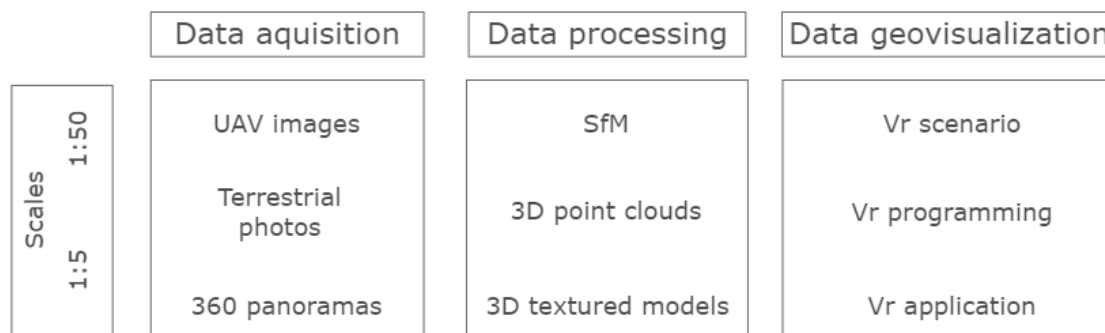 Data aquisition
Data processing
Data geovisualization
Scales
1:50
1:5
UAV images
Terrestrial
photos
360 panoramas
SfM
3D point clouds
3D textured models
Vr scenario
Vr programming
Vr application